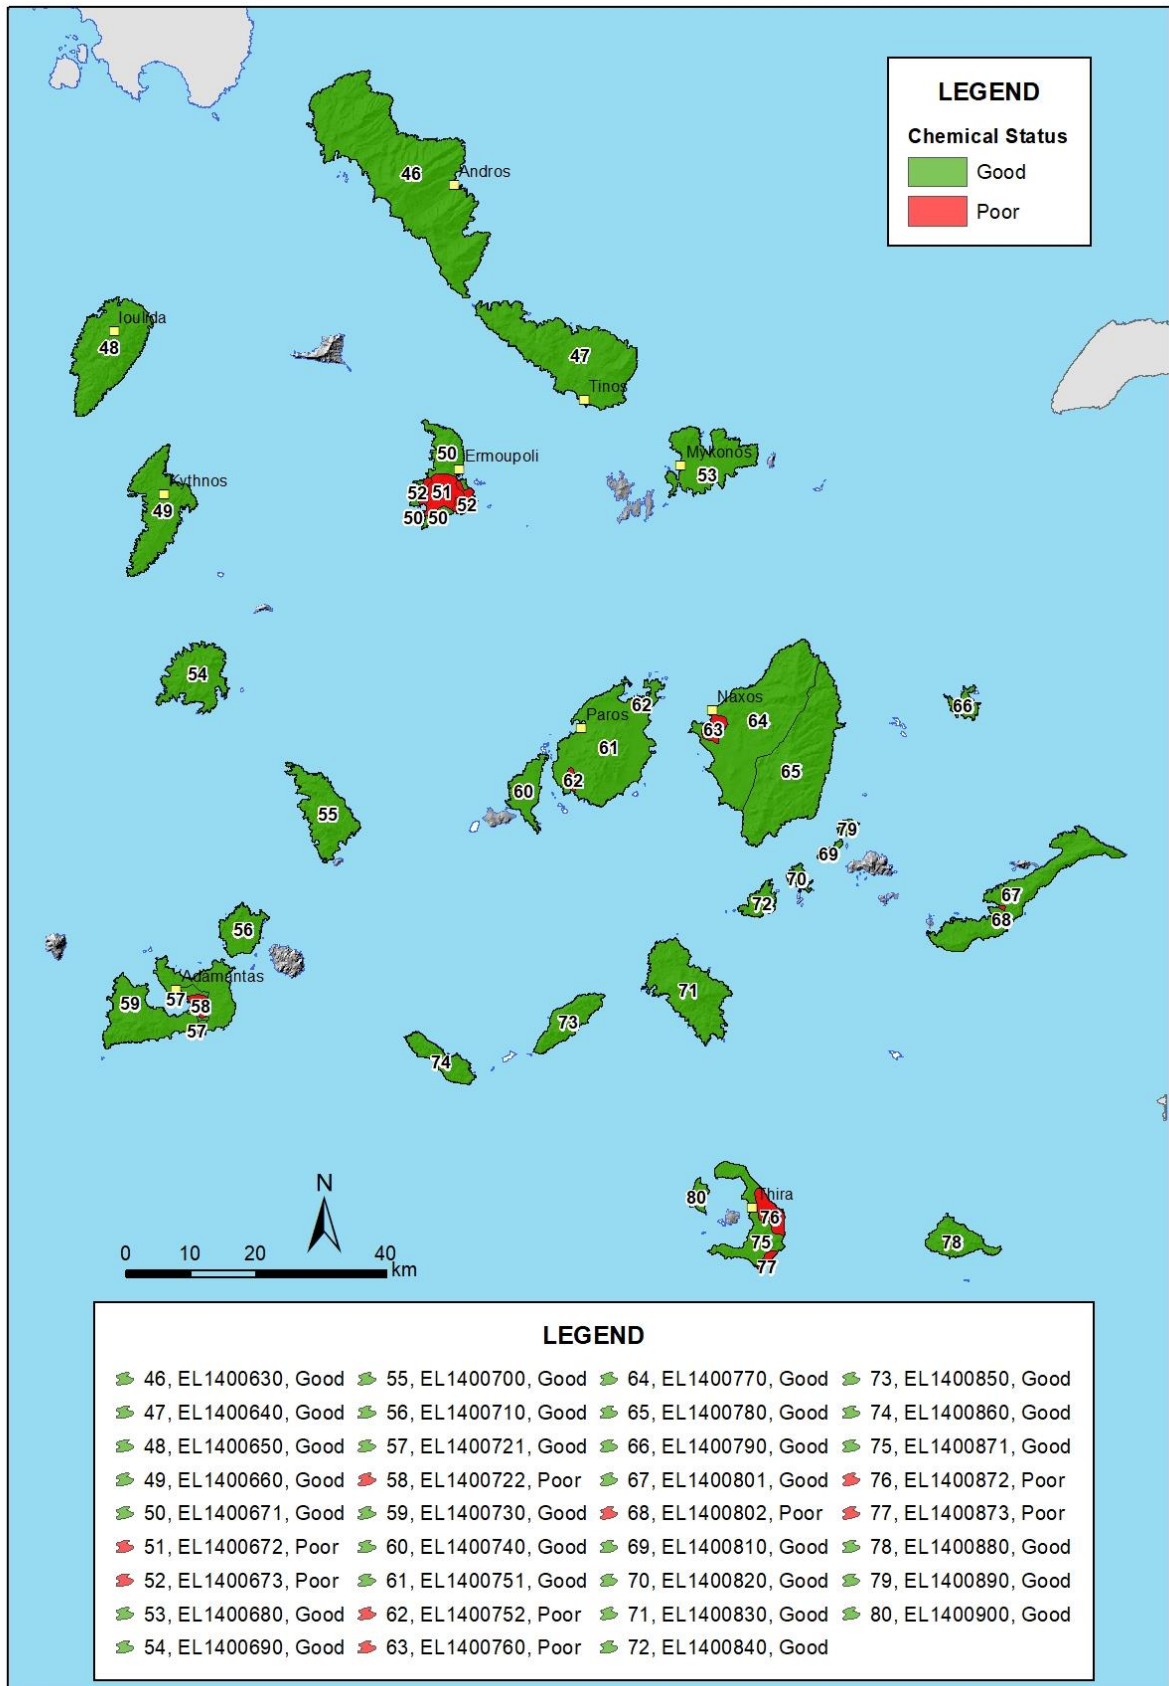 LEGEND
Chemical Status
Good
Poor
46
Andros
Ioulida
48
47
Tinos
50
Ermoupoli
Mykonos
53
Kythnos
49
52
51
52
50
50
54
62
Naxos
66
Paros
64
63
61
65
62
60
55
79
69
70
67
72
68
56
Adamantas
59
57
58
57
71
73
74
N
80
Thira
76
75
77
78
0 10 20 40
km
LEGEND
46, EL1400630, Good 55, EL1400700, Good 64, EL1400770, Good 73, EL1400850, Good
47, EL1400640, Good 56, EL1400710, Good 65, EL1400780, Good 74, EL1400860, Good
48, EL1400650, Good 57, EL1400721, Good 66, EL1400790, Good 75, EL1400871, Good
49, EL1400660, Good 58, EL1400722, Poor 67, EL1400801, Good 76, EL1400872, Poor
50, EL1400671, Good 59, EL1400730, Good 68, EL1400802, Poor 77, EL1400873, Poor
51, EL1400672, Poor 60, EL1400740, Good 69, EL1400810, Good 78, EL1400880, Good
52, EL1400673, Poor 61, EL1400751, Good 70, EL1400820, Good 79, EL1400890, Good
53, EL1400680, Good 62, EL1400752, Poor 71, EL1400830, Good 80, EL1400900, Good
54, EL1400690, Good 63, EL1400760, Poor 72, EL1400840, Good